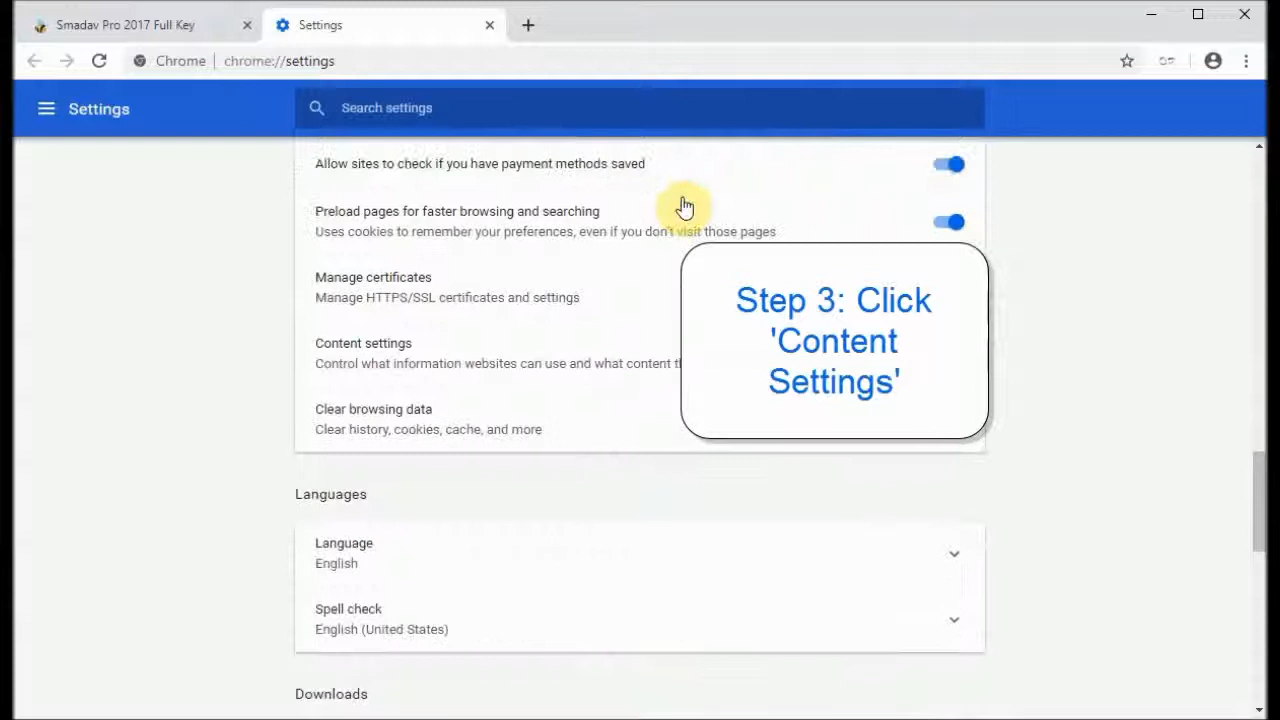 Smadav Pro 2017 Full Key
Settings
Chrome
chrome://settings
Settings
Search settings
Allow sites to check if you have payment methods saved
Preload pages for faster browsing and searching
Uses cookies to remember your preferences, even if you don't visit those pages
Manage certificates
Manage HTTPS/SSL certificates and settings
Content settings
Control what information websites can use and what content
Clear browsing data
Clear history, cookies, cache, and more
Step 3: Click
'Content
Settings'
Languages
Language
English
Spell check
English (United States)
Downloads